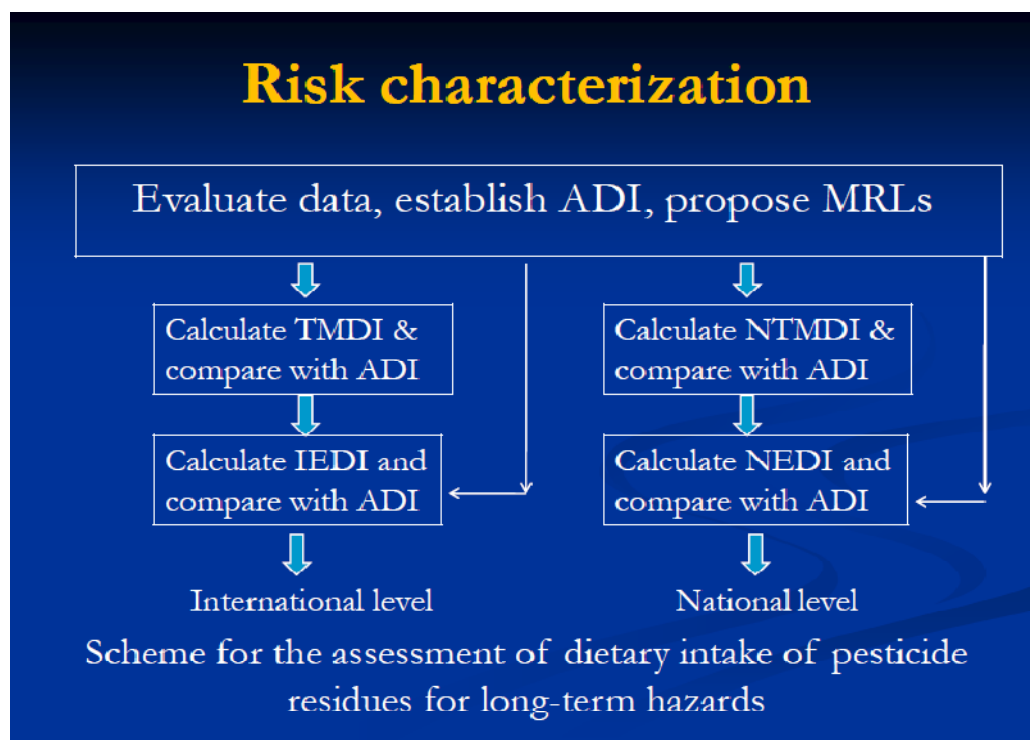 Risk characterization
Evaluate data, establish ADI, propose MRLs
Calculate TMDI &
compare with ADI
Calculate NTMDI &
compare with ADI
Calculate IEDI and
compare with ADI
Calculate NEDI and
compare with ADI
International level
National level
Scheme for the assessment of dietary intake of pesticide
residues for long-term hazards